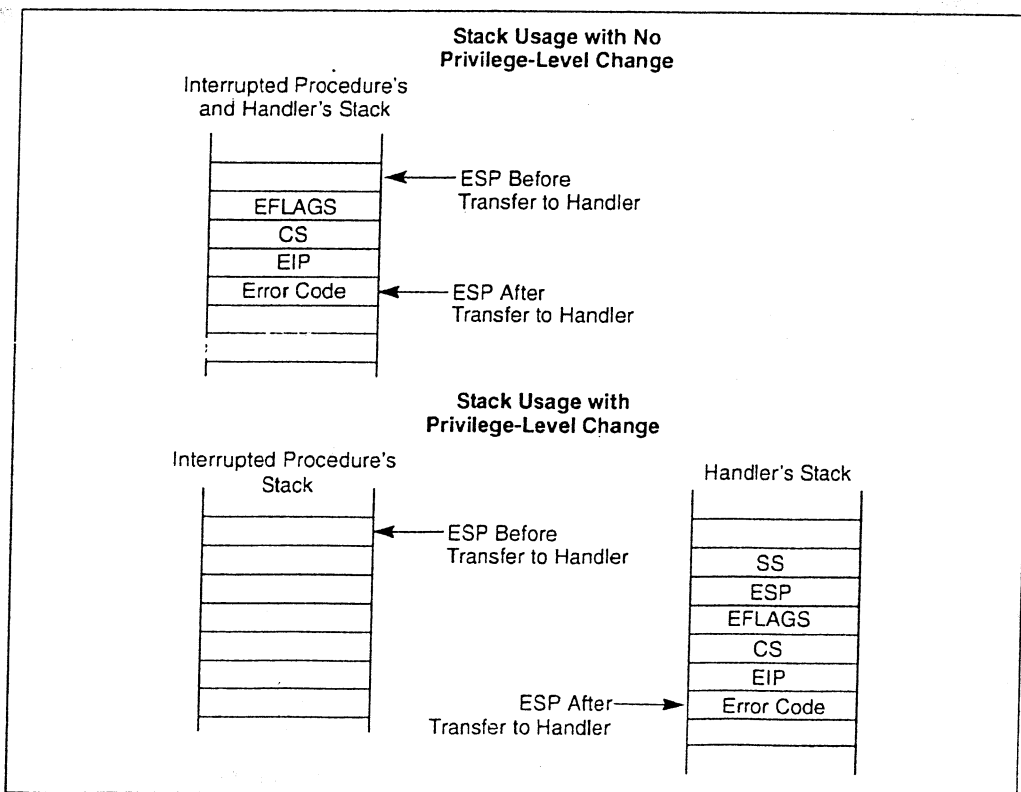 Stack Usage with No
Privilege-Level Change
Interrupted Procedure's
and Handler's Stack
ESP Before
Transfer to Handler
EFLAGS
CS
EIP
Error Code
ESP After
Transfer to Handler
Stack Usage with
Privilege-Level Change
Interrupted Procedure's
Stack
Handler's Stack
ESP Before
Transfer to Handler
SS
ESP
EFLAGS
CS
EIP
Error Code
ESP After
Transfer to Handler